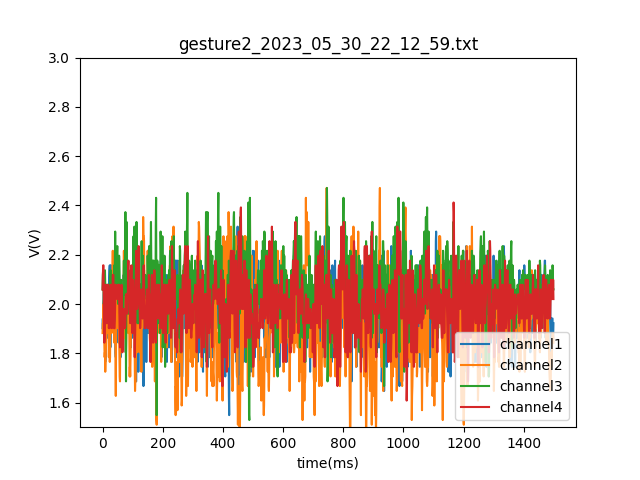 gesture2_2023_05_30_22_12_59.txt
3.0
2.8
2.6
2.4
2.2
2.0
1.8
1.6
V(V)
channel1
channel2
channel3
channel4
0 200 400 600 800 1000 1200 1400
time(ms)